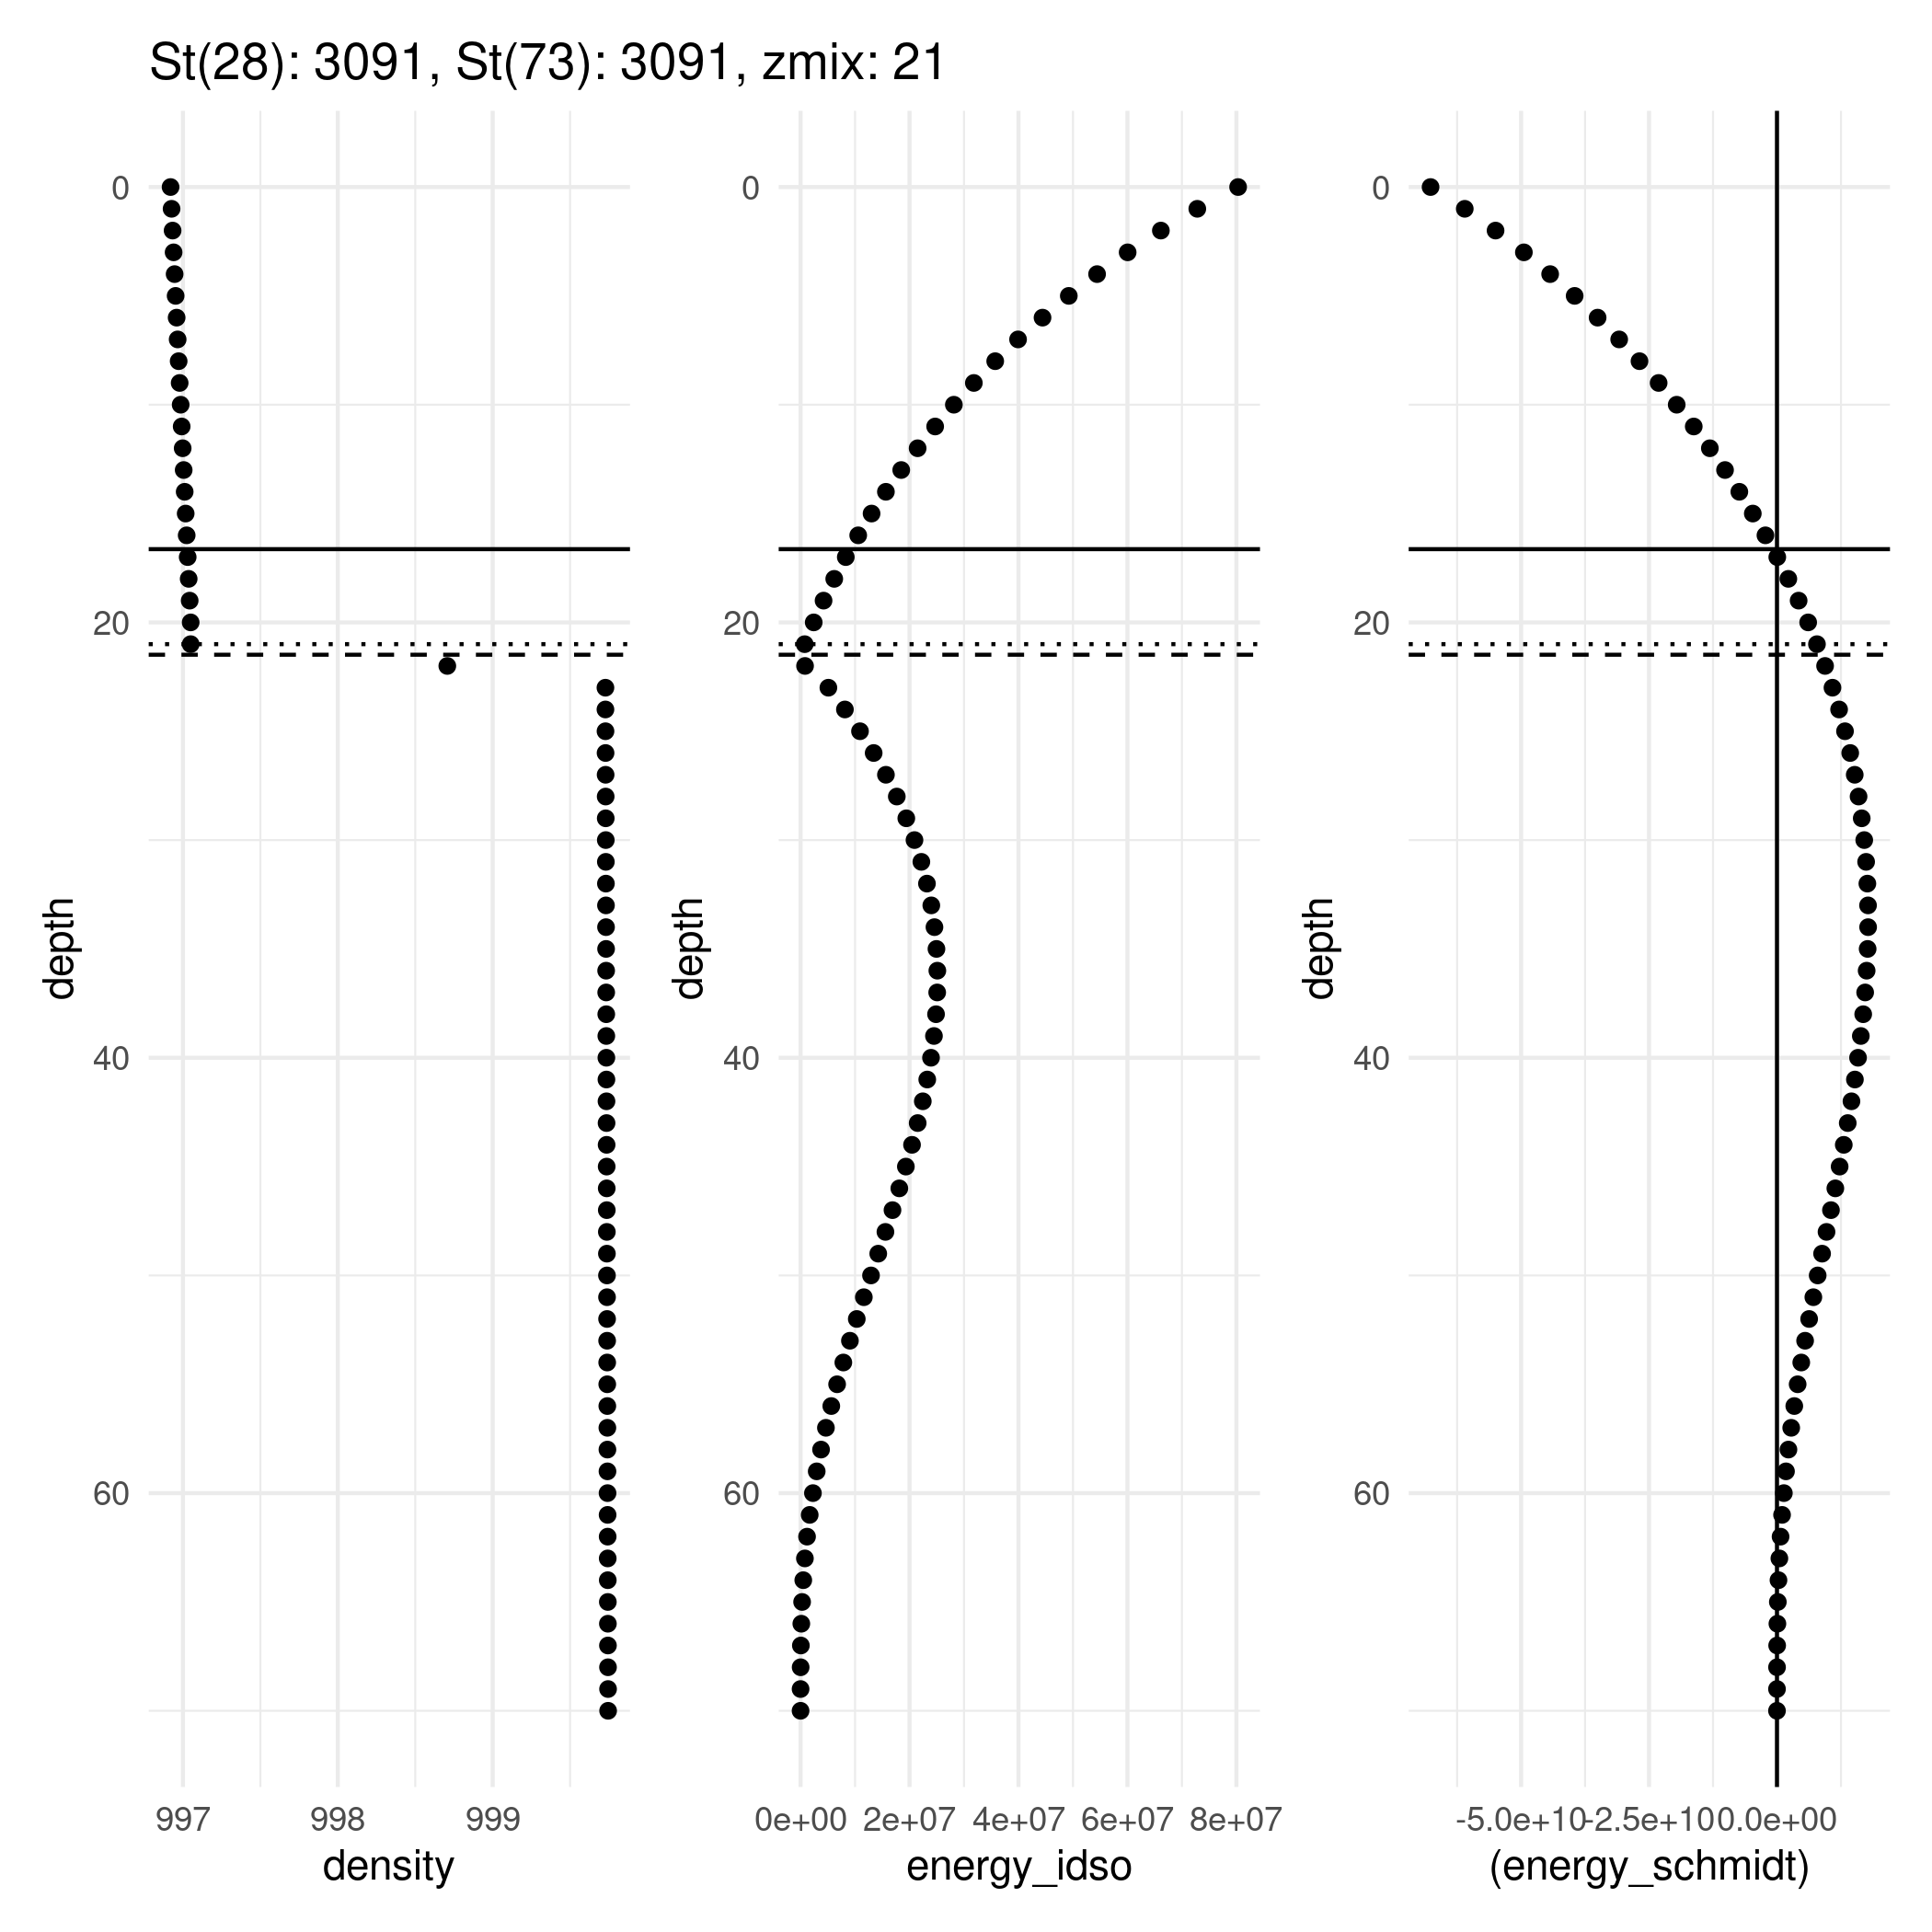 St(28): 3091, St(73): 3091, zmix: 21
0
20
40
60
depth
997 998 999
density
0
20
40
60
depth
0e+00 2e+07 4e+07 6e+07 8e+07
energy_idso
0
20
40
60
depth
-5.0e+10 -2.5e+10 0.0e+00
(energy_schmidt)